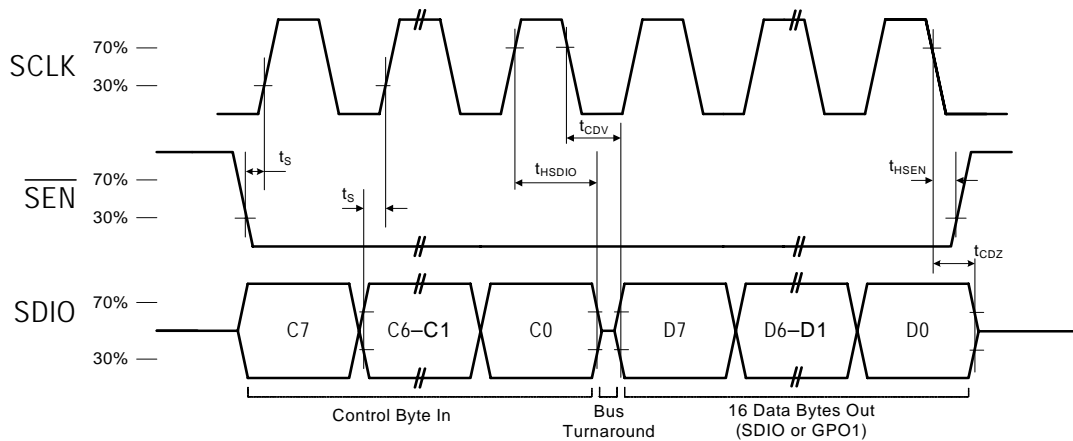 SCLK
70%
30%
tS
tCDV
tHSDIO
tHSEN
SEN
70%
30%
tS
tCDZ
SDIO
70%
30%
C7
C6–C1
C0
D7
D6–D1
D0
Control Byte In
Bus
Turnaround
16 Data Bytes Out
(SDIO or GPO1)